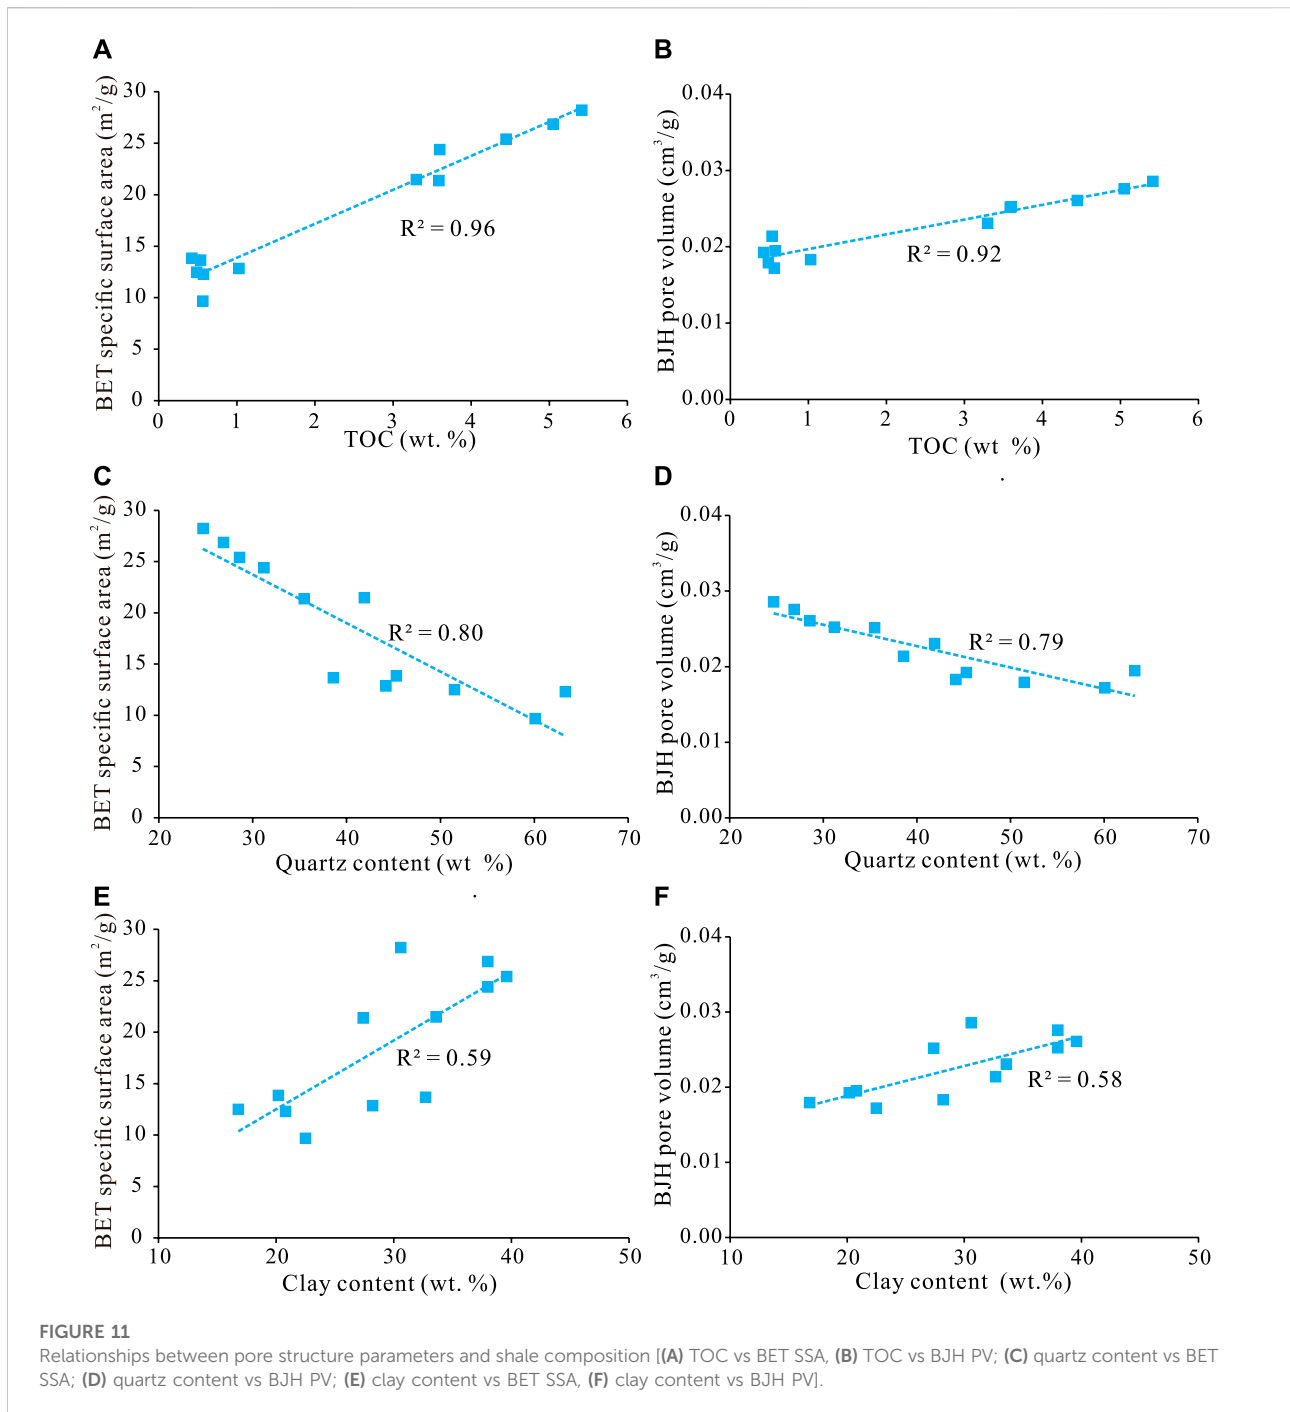 A
BET specific surface area (m²/g)
30
25
20
15
10
5
0
R² = 0.96
0 1 2 3 4 5 6
TOC (wt. %)
B
BJH pore volume (cm³/g)
0.04
0.03
0.02
0.01
0.00
R² = 0.92
0 1 2 3 4 5 6
TOC (wt %)
C
BET specific surface area (m²/g)
30
25
20
15
10
5
0
R² = 0.80
20 30 40 50 60 70
Quartz content (wt %)
D
BJH pore volume (cm³/g)
0.04
0.03
0.02
0.01
0.00
R² = 0.79
20 30 40 50 60 70
Quartz content (wt. %)
E
BET specific surface area (m²/g)
30
25
20
15
10
5
0
R² = 0.59
10 20 30 40 50
Clay content (wt. %)
F
BJH pore volume (cm³/g)
0.04
0.03
0.02
0.01
0.00
R² = 0.58
10 20 30 40 50
Clay content (wt.%)
FIGURE 11
Relationships between pore structure parameters and shale composition [(A) TOC vs BET SSA, (B) TOC vs BJH PV; (C) quartz content vs BET
SSA; (D) quartz content vs BJH PV; (E) clay content vs BET SSA, (F) clay content vs BJH PV].